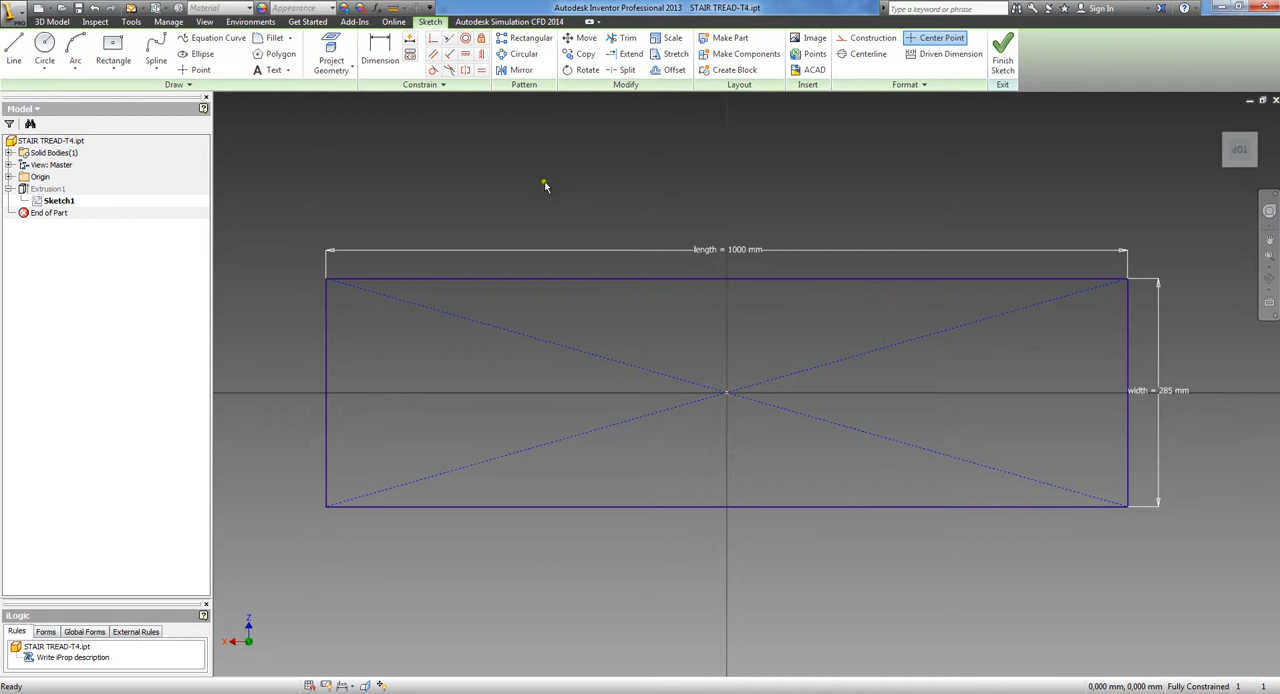 Material
Appearance
Autodesk Inventor Professional 2013 STAIR TREAD-T4.ipt
Type a keyword or phrase
Sign In
3D Model Inspect Tools Manage View Environments Get Started Add-Ins Online Sketch Autodesk Simulation CFD 2014
Line Circle Arc Rectangle Spline
Equation Curve Fillet
Ellipse Polygon
Point Text
Project Geometry
Dimension
Rectangular
Circular
Mirror
Move Trim Scale
Copy Extend Stretch
Rotate Split Offset
Make Part
Make Components
Create Block
Image
Points
ACAD
Construction Center Point
Centerline Driven Dimension
Finish Sketch
Draw Constrain Pattern Modify Layout Insert Format Exit
Model
STAIR TREAD-T4.ipt
Solid Bodies(1)
View: Master
Origin
Extrusion1
Sketch1
End of Part
TOP
length = 1000 mm
width = 285 mm
Z
X
iLogic
Rules Forms Global Forms External Rules
STAIR TREAD-T4.ipt
Write iProp description
Ready
0,000 mm, 0,000 mm Fully Constrained 1 1